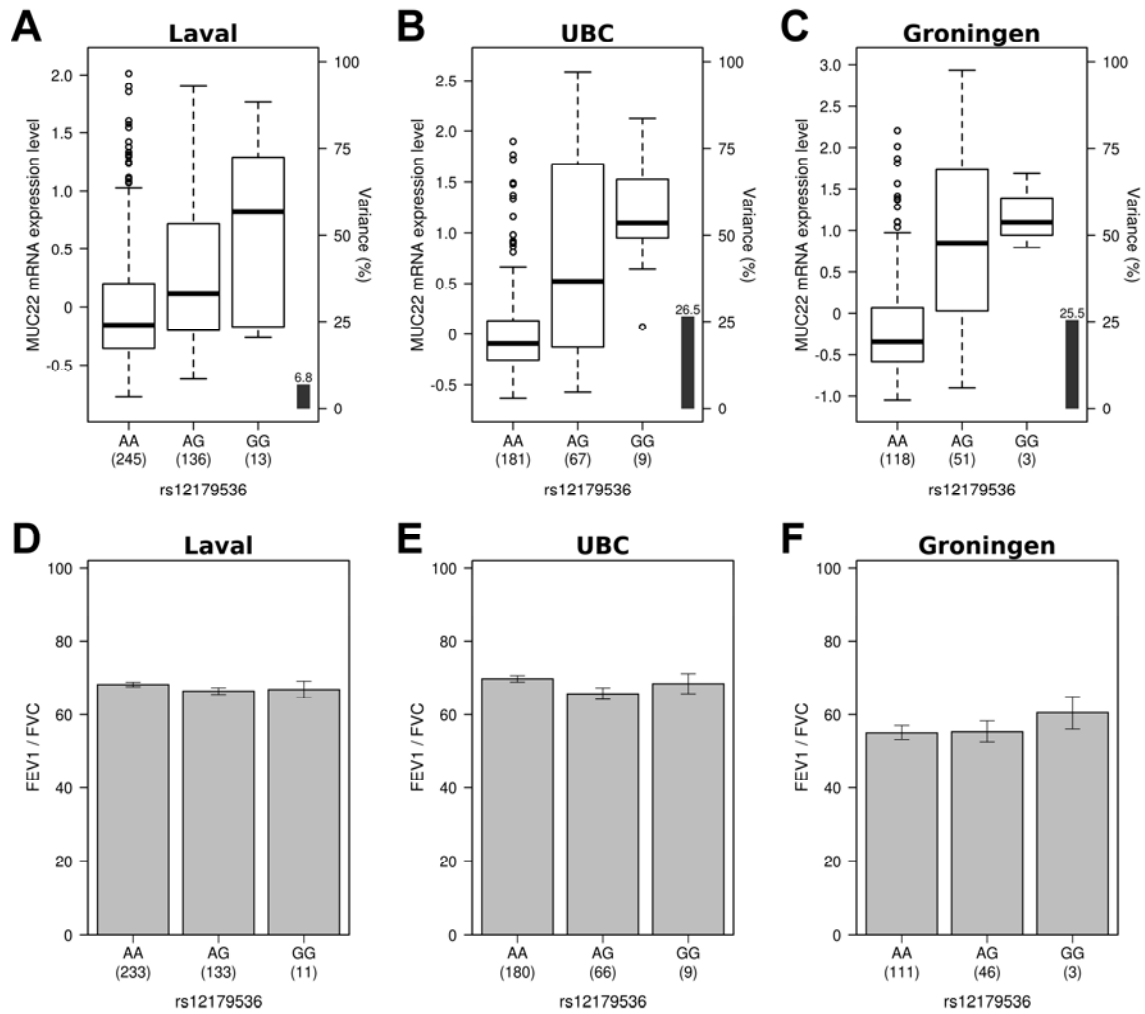 A
Laval
MUC22 mRNA expression level
2.0
1.5
1.0
0.5
0
-0.5
100
75
50
25
0
Variance (%)
6.8
AA
(245)
AG
(136)
GG
(13)
rs12179536
B
UBC
MUC22 mRNA expression level
2.5
2.0
1.5
1.0
0.5
0
-0.5
100
75
50
25
0
Variance (%)
26.5
AA
(181)
AG
(67)
GG
(9)
rs12179536
C
Groningen
MUC22 mRNA expression level
3.0
2.5
2.0
1.5
1.0
0.5
0
-0.5
-1.0
100
75
50
25
0
Variance (%)
25.5
AA
(118)
AG
(51)
GG
(3)
rs12179536
D
Laval
FEV1 / FVC
100
80
60
40
20
0
AA
(233)
AG
(133)
GG
(11)
rs12179536
E
UBC
FEV1 / FVC
100
80
60
40
20
0
AA
(180)
AG
(66)
GG
(9)
rs12179536
F
Groningen
FEV1 / FVC
100
80
60
40
20
0
AA
(111)
AG
(46)
GG
(3)
rs12179536